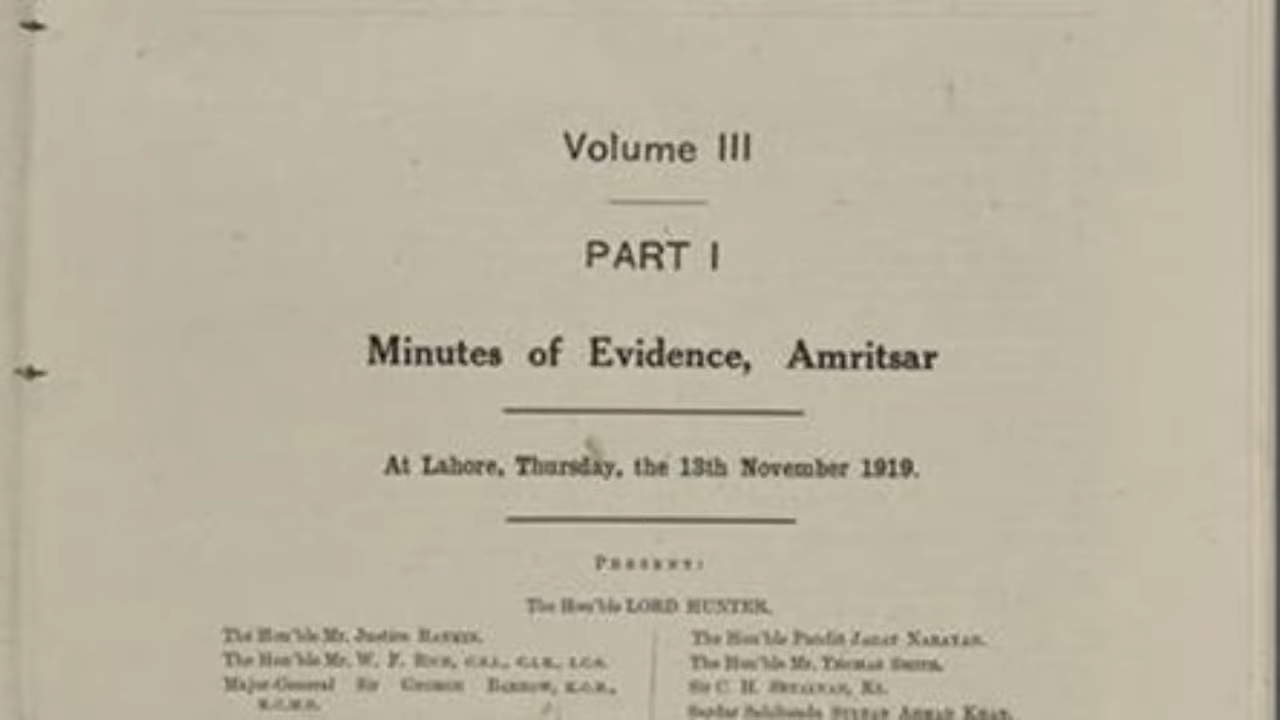 Volume III
PART I
Minutes of Evidence, Amritsar
At Lahore, Thursday, the 13th November 1919.
PRESENT:
The Hon'ble LORD HUNTER.
The Hon'ble Mr. Justice RANKIN.
The Hon'ble Mr. W. F. RICE, C.S.I., C.I.E., I.C.S.
Major-General Sir GEORGE BARROW, K.C.B.,
K.C.M.G.
The Hon'ble Pandit JAGAT NARAYAN.
The Hon'ble Mr. THOMAS SMITH.
Sir C. H. SETALVAD, Kt.
Sardar Sahibzada SULTAN AHMAD KHAN.